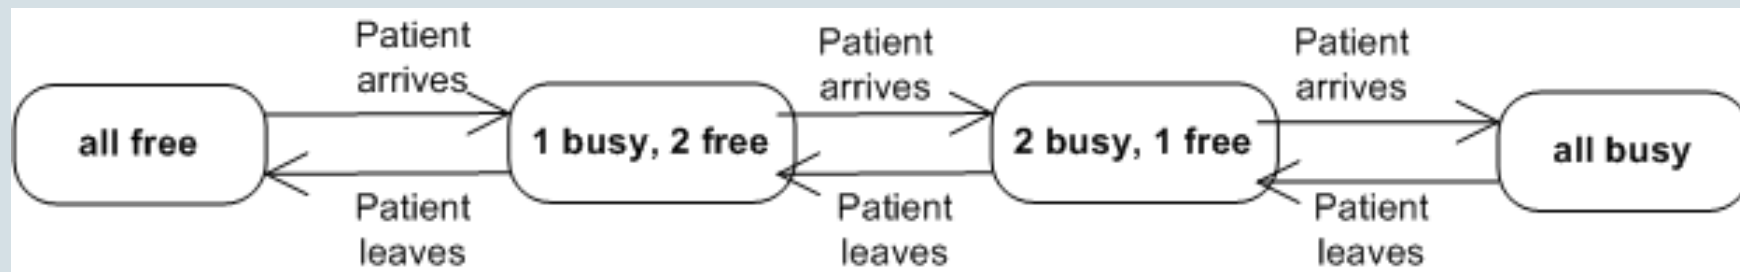 Patient
arrives
Patient
arrives
Patient
arrives
all free
1 busy, 2 free
2 busy, 1 free
all busy
Patient
leaves
Patient
leaves
Patient
leaves